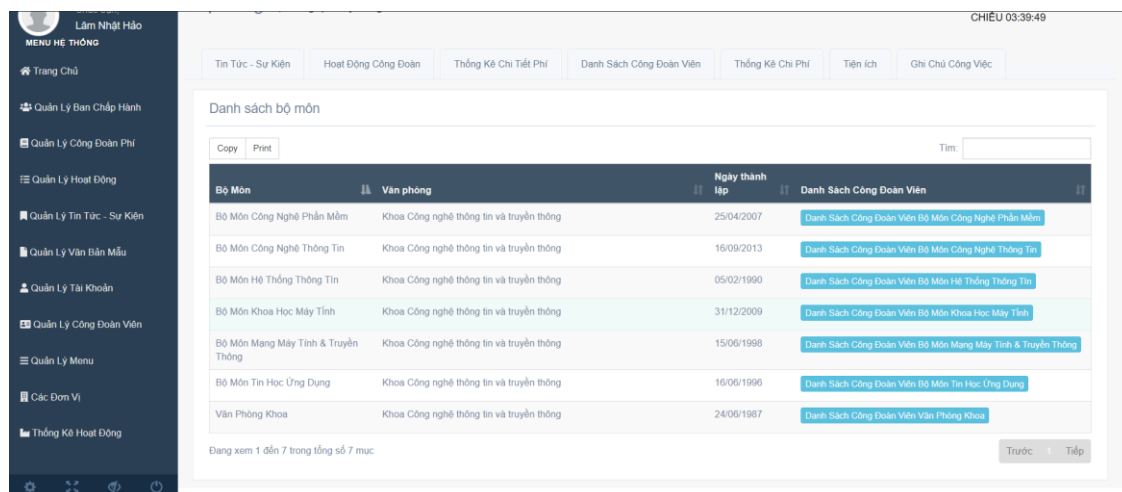 Lâm Nhật Hào
MENU HỆ THỐNG
Trang Chủ
Quản Lý Ban Chấp Hành
Quản Lý Công Đoàn Phí
Quản Lý Hoạt Động
Quản Lý Tin Tức - Sự Kiện
Quản Lý Văn Bản Mẫu
Quản Lý Tài Khoản
Quản Lý Công Đoàn Viên
Quản Lý Menu
Các Đơn Vị
Thống Kê Hoạt Động
CHIỀU 03:39:49
Tin Tức - Sự Kiện Hoạt Động Công Đoàn Thống Kê Chi Tiết Phí Danh Sách Công Đoàn Viên Thống Kê Chi Phí Tiện ích Ghi Chú Công Việc
Danh sách bộ môn
Copy Print Tìm:
Bộ Môn Văn phòng Ngày thành lập Danh Sách Công Đoàn Viên
Bộ Môn Công Nghệ Phần Mềm Khoa Công nghệ thông tin và truyền thông 25/04/2007 Danh Sách Công Đoàn Viên Bộ Môn Công Nghệ Phần Mềm
Bộ Môn Công Nghệ Thông Tin Khoa Công nghệ thông tin và truyền thông 16/09/2013 Danh Sách Công Đoàn Viên Bộ Môn Công Nghệ Thông Tin
Bộ Môn Hệ Thống Thông TIn Khoa Công nghệ thông tin và truyền thông 05/02/1990 Danh Sách Công Đoàn Viên Bộ Môn Hệ Thống Thông TIn
Bộ Môn Khoa Học Máy TÍnh Khoa Công nghệ thông tin và truyền thông 31/12/2009 Danh Sách Công Đoàn Viên Bộ Môn Khoa Học Máy TÍnh
Bộ Môn Mạng Máy Tính & Truyền Thông Khoa Công nghệ thông tin và truyền thông 15/06/1998 Danh Sách Công Đoàn Viên Bộ Môn Mạng Máy Tính & Truyền Thông
Bộ Môn Tin Học Ứng Dụng Khoa Công nghệ thông tin và truyền thông 16/06/1996 Danh Sách Công Đoàn Viên Bộ Môn Tin Học Ứng Dụng
Văn Phòng Khoa Khoa Công nghệ thông tin và truyền thông 24/06/1987 Danh Sách Công Đoàn Viên Văn Phòng Khoa
Đang xem 1 đến 7 trong tổng số 7 mục
Trước 1 Tiếp